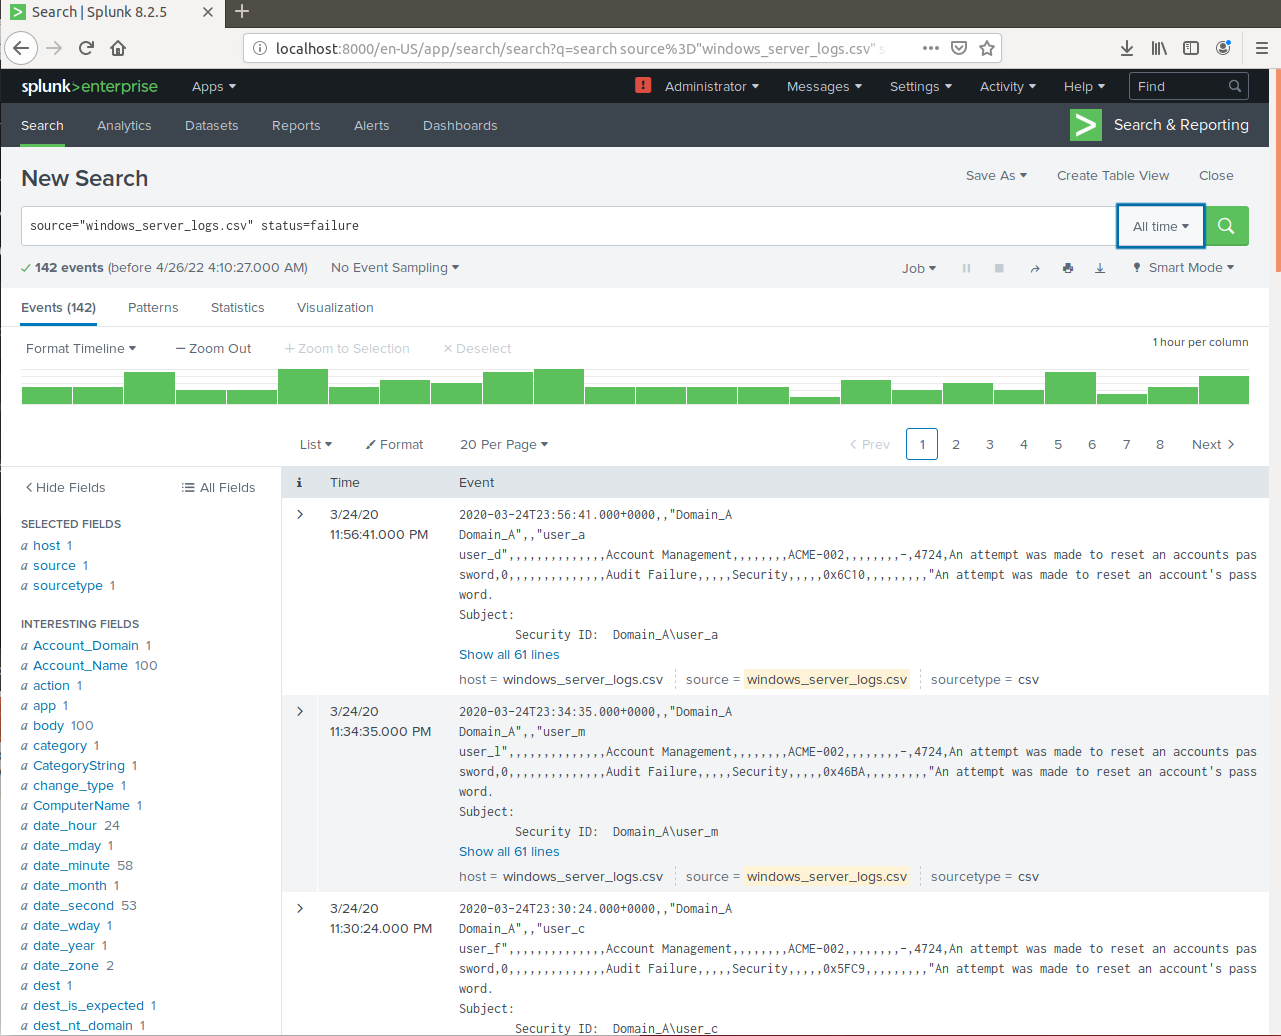 Search | Splunk 8.2.5
localhost:8000/en-US/app/search/search?q=search source%3D"windows_server_logs.csv" s
splunk>enterprise Apps Administrator Messages Settings Activity Help Find
Search Analytics Datasets Reports Alerts Dashboards Search & Reporting
New Search Save As Create Table View Close
source="windows_server_logs.csv" status=failure All time
142 events (before 4/26/22 4:10:27.000 AM) No Event Sampling Job Smart Mode
Events (142) Patterns Statistics Visualization
Format Timeline — Zoom Out + Zoom to Selection × Deselect 1 hour per column
List Format 20 Per Page < Prev 1 2 3 4 5 6 7 8 Next >
< Hide Fields All Fields
SELECTED FIELDS
a host 1
a source 1
a sourcetype 1
INTERESTING FIELDS
a Account_Domain 1
a Account_Name 100
a action 1
a app 1
a body 100
a category 1
a CategoryString 1
a change_type 1
a ComputerName 1
a date_hour 24
a date_mday 1
a date_minute 58
a date_month 1
a date_second 53
a date_wday 1
a date_year 1
a date_zone 2
a dest 1
a dest_is_expected 1
a dest_nt_domain 1
i Time Event
3/24/20
11:56:41.000 PM
2020-03-24T23:56:41.000+0000,,"Domain_A
Domain_A",,"user_a
user_d",,,,,,,,,,,,,,Account Management,,,,,,,,ACME-002,,,,,,,,-,4724,An attempt was made to reset an accounts pas
sword,0,,,,,,,,,,,,,,Audit Failure,,,,,Security,,,,,0x6C10,,,,,,,,,"An attempt was made to reset an account's pass
word.
Subject:
Security ID: Domain_A\user_a
Show all 61 lines
host = windows_server_logs.csv source = windows_server_logs.csv sourcetype = csv
3/24/20
11:34:35.000 PM
2020-03-24T23:34:35.000+0000,,"Domain_A
Domain_A",,"user_m
user_l",,,,,,,,,,,,,,Account Management,,,,,,,,ACME-002,,,,,,,,-,4724,An attempt was made to reset an accounts pas
sword,0,,,,,,,,,,,,,,Audit Failure,,,,,Security,,,,,0x46BA,,,,,,,,,"An attempt was made to reset an account's pass
word.
Subject:
Security ID: Domain_A\user_m
Show all 61 lines
host = windows_server_logs.csv source = windows_server_logs.csv sourcetype = csv
3/24/20
11:30:24.000 PM
2020-03-24T23:30:24.000+0000,,"Domain_A
Domain_A",,"user_c
user_f",,,,,,,,,,,,,,Account Management,,,,,,,,ACME-002,,,,,,,,-,4724,An attempt was made to reset an accounts pas
sword,0,,,,,,,,,,,,,,Audit Failure,,,,,Security,,,,,0x5FC9,,,,,,,,,"An attempt was made to reset an account's pass
word.
Subject:
Security ID: Domain_A\user_c